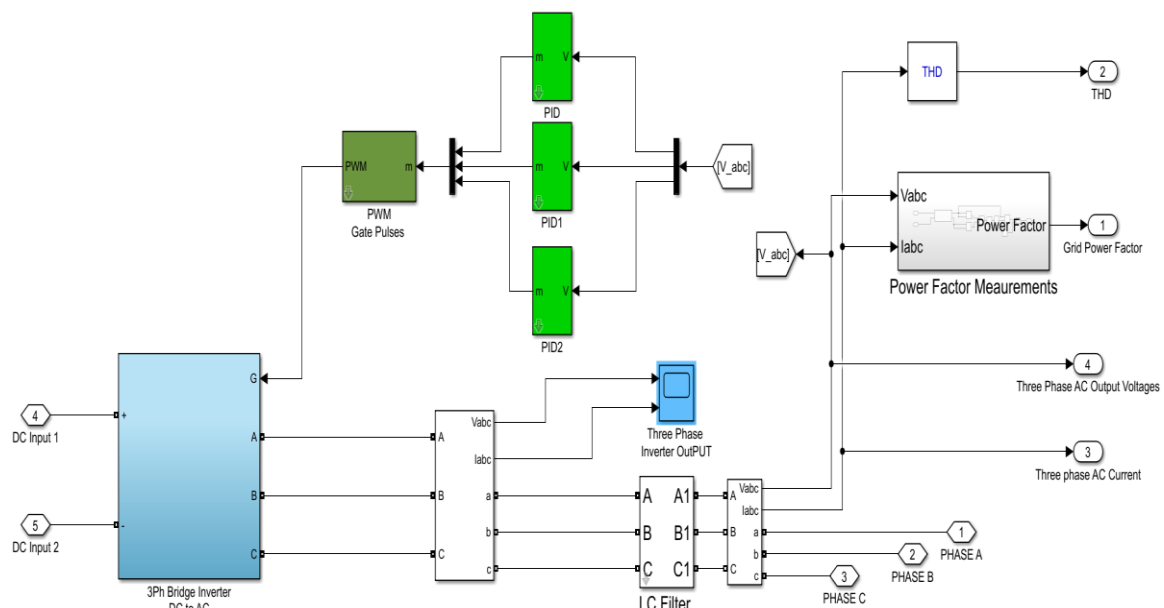 m
V
PID
THD
2
THD
PWM
m
PWM
Gate Pulses
m
V
PID1
[V_abc]
Vabc
Iabc
Power Factor
1
Grid Power Factor
Power Factor Meaurements
[V_abc]
m
V
PID2
4
DC Input 1
5
DC Input 2
+
-
G
A
B
C
3Ph Bridge Inverter
DC to AC
A
B
C
Vabc
Iabc
a
b
c
Three Phase
Inverter OutPUT
A
B
C
A1
B1
C1
LC Filter
A
B
C
Vabc
Iabc
a
b
c
4
Three Phase AC Output Voltages
3
Three phase AC Current
1
PHASE A
2
PHASE B
3
PHASE C